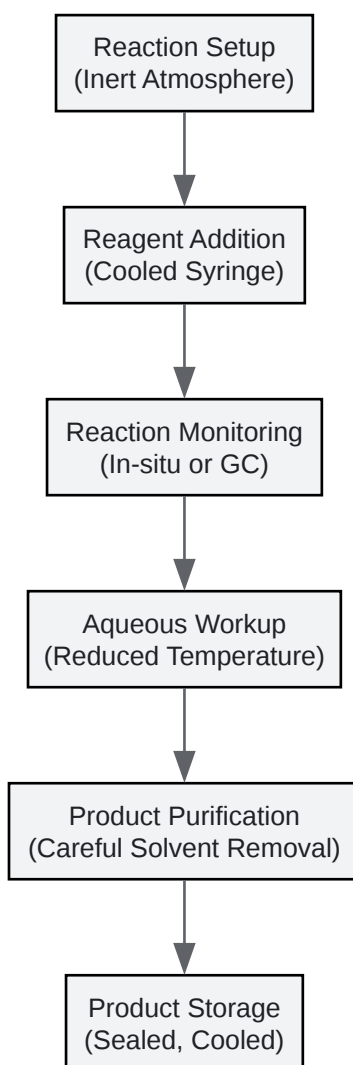 Reaction Setup
(Inert Atmosphere)
Reagent Addition
(Cooled Syringe)
Reaction Monitoring
(In-situ or GC)
Aqueous Workup
(Reduced Temperature)
Product Purification
(Careful Solvent Removal)
Product Storage
(Sealed, Cooled)